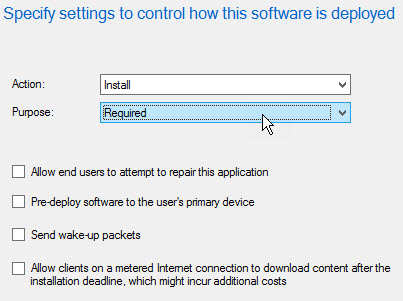 Specify settings to control how this software is deployed
Action: Install
Purpose: Required
Allow end users to attempt to repair this application
Pre-deploy software to the user's primary device
Send wake-up packets
Allow clients on a metered Internet connection to download content after the
installation deadline, which might incur additional costs